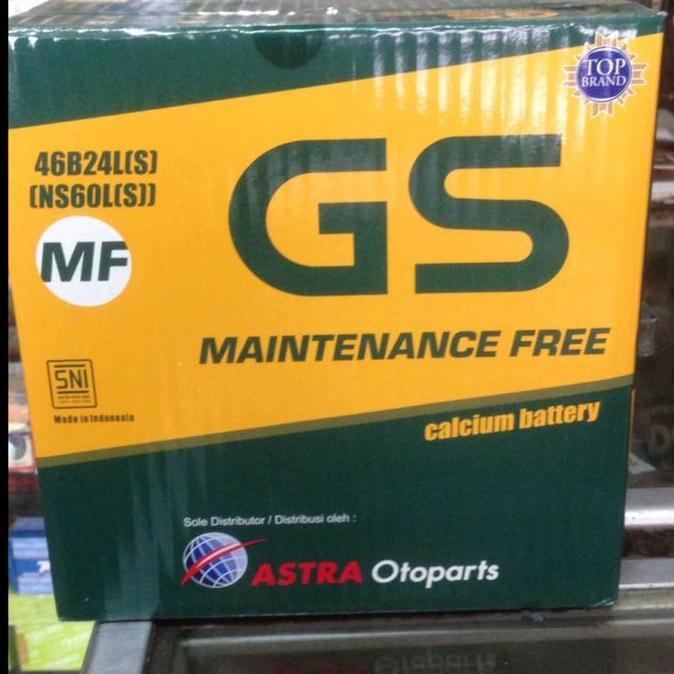 TOP
BRAND
46B24L(S)
(NS60L(S))
GS
MF
MAINTENANCE FREE
SNI
Made in Indonesia
calcium battery
Sole Distributor / Distribusi oleh :
ASTRA Otoparts